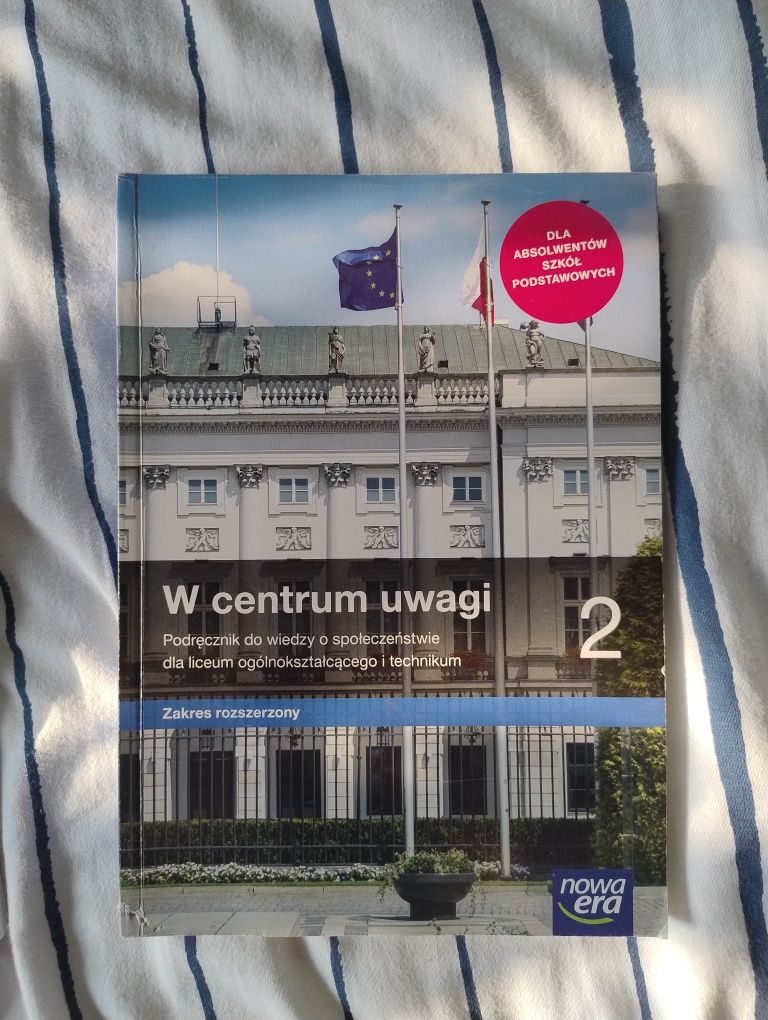 DLA
ABSOLWENTÓW
SZKÓŁ
PODSTAWOWYCH
W centrum uwagi
2
Podręcznik do wiedzy o społeczeństwie
dla liceum ogólnokształcącego i technikum
Zakres rozszerzony
nowa
era